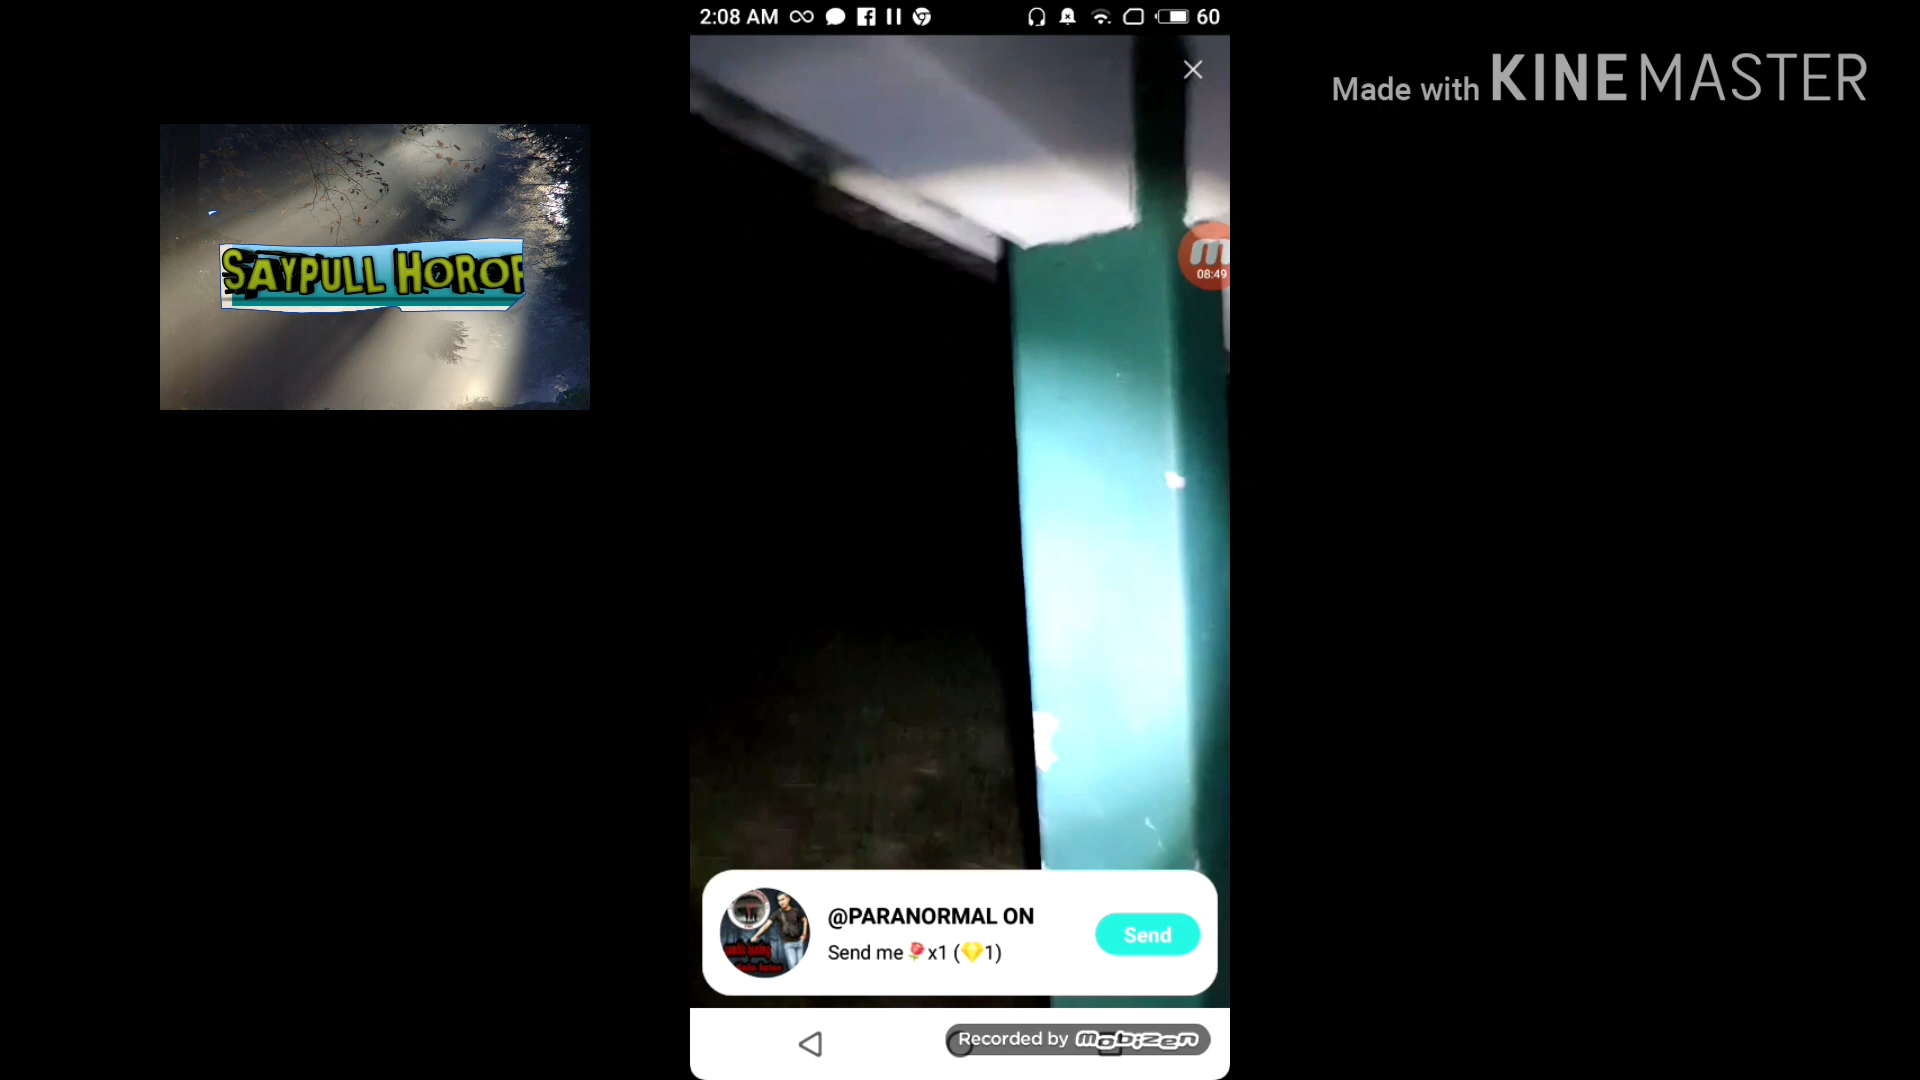 2:08 AM
60
Made with KINEMASTER
SAYPULL HOROR
08:49
@PARANORMAL ON
Send me x1 ( 1)
Send
Recorded by mobizen